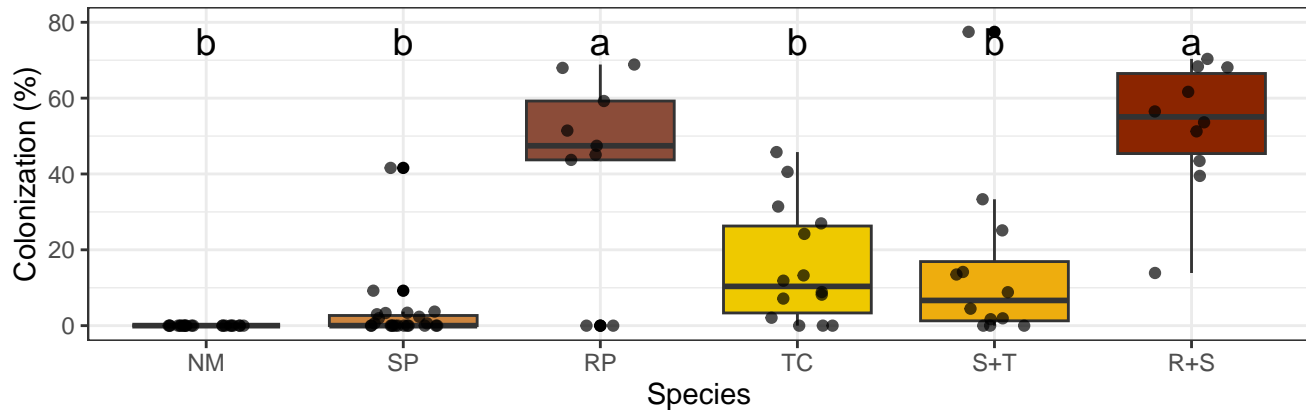 Colonization (%)
80
60
40
20
0
b b a b b a
NM SP RP TC S+T R+S
Species